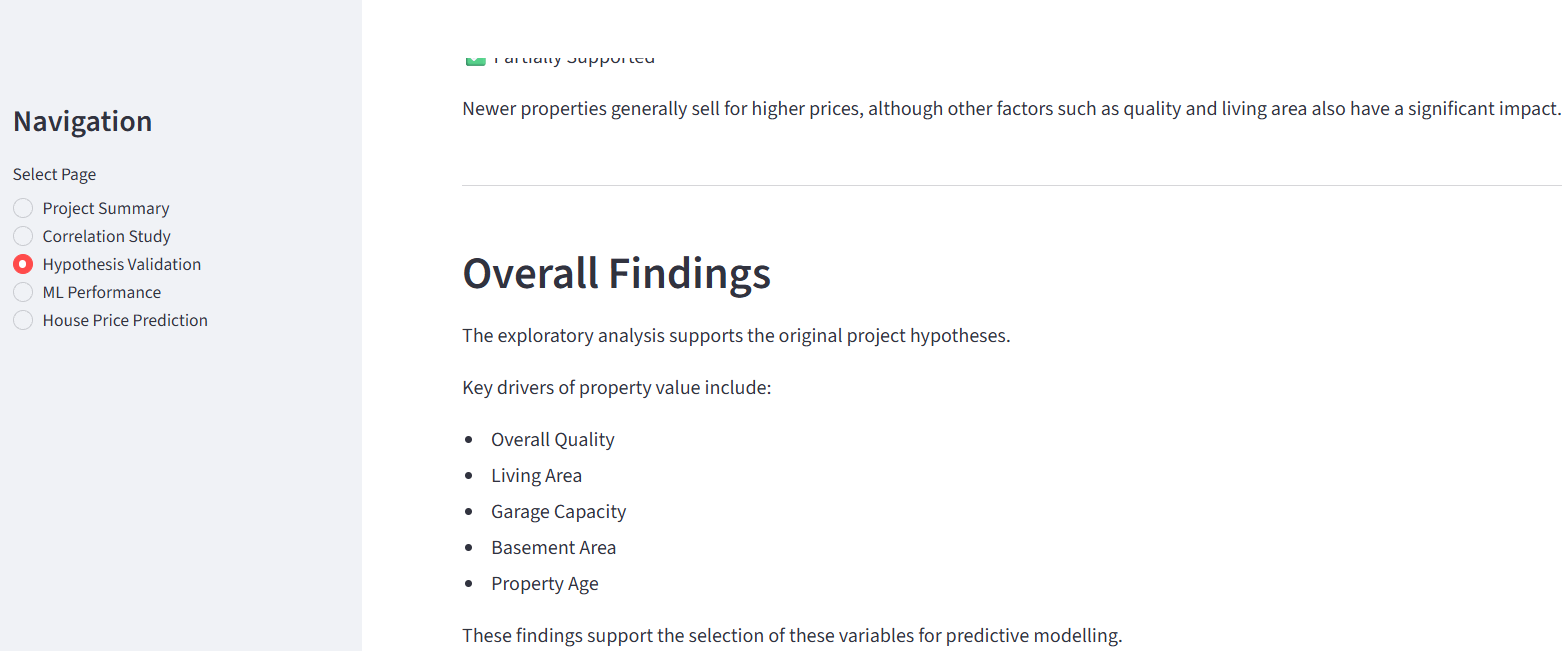 Navigation
Select Page
Project Summary
Correlation Study
Hypothesis Validation
ML Performance
House Price Prediction
Partially Supported
Newer properties generally sell for higher prices, although other factors such as quality and living area also have a significant impact.
Overall Findings
The exploratory analysis supports the original project hypotheses.
Key drivers of property value include:
Overall Quality
Living Area
Garage Capacity
Basement Area
Property Age
These findings support the selection of these variables for predictive modelling.